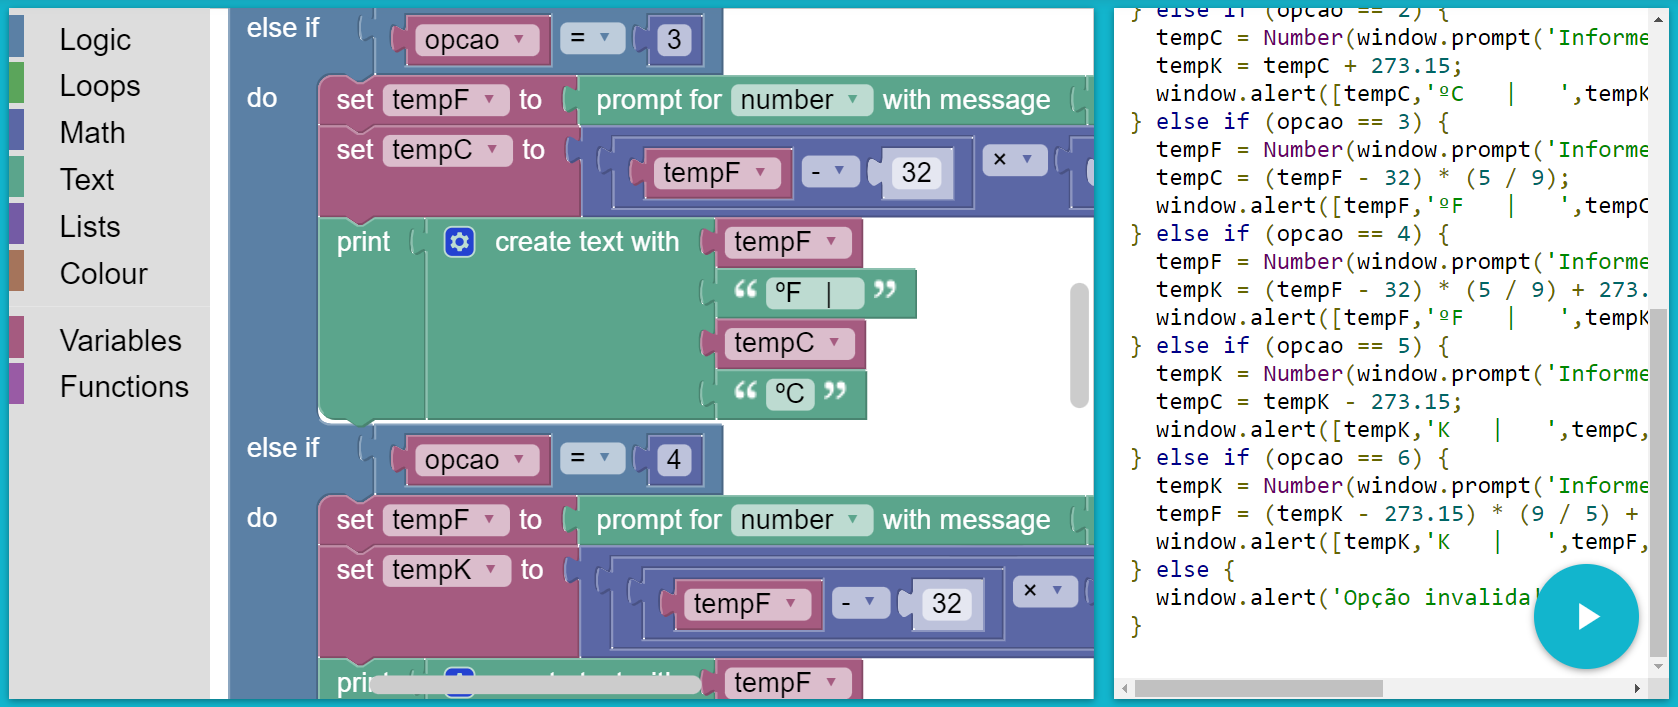 Logic
Loops
Math
Text
Lists
Colour
Variables
Functions
else if opcao = 3
do set tempF to prompt for number with message
set tempC to tempF - 32 ×
print create text with tempF
“ ºF | ”
tempC
“ ºC ”
else if opcao = 4
do set tempF to prompt for number with message
set tempK to tempF - 32 ×
print create text with tempF
} else if (opcao == 2) {
tempC = Number(window.prompt('Informe
tempK = tempC + 273.15;
window.alert([tempC,'ºC | ',tempK
} else if (opcao == 3) {
tempF = Number(window.prompt('Informe
tempC = (tempF - 32) * (5 / 9);
window.alert([tempF,'ºF | ',tempC
} else if (opcao == 4) {
tempF = Number(window.prompt('Informe
tempK = (tempF - 32) * (5 / 9) + 273.
window.alert([tempF,'ºF | ',tempK
} else if (opcao == 5) {
tempK = Number(window.prompt('Informe
tempC = tempK - 273.15;
window.alert([tempK,'K | ',tempC,
} else if (opcao == 6) {
tempK = Number(window.prompt('Informe
tempF = (tempK - 273.15) * (9 / 5) +
window.alert([tempK,'K | ',tempF,
} else {
window.alert('Opção invalida
}